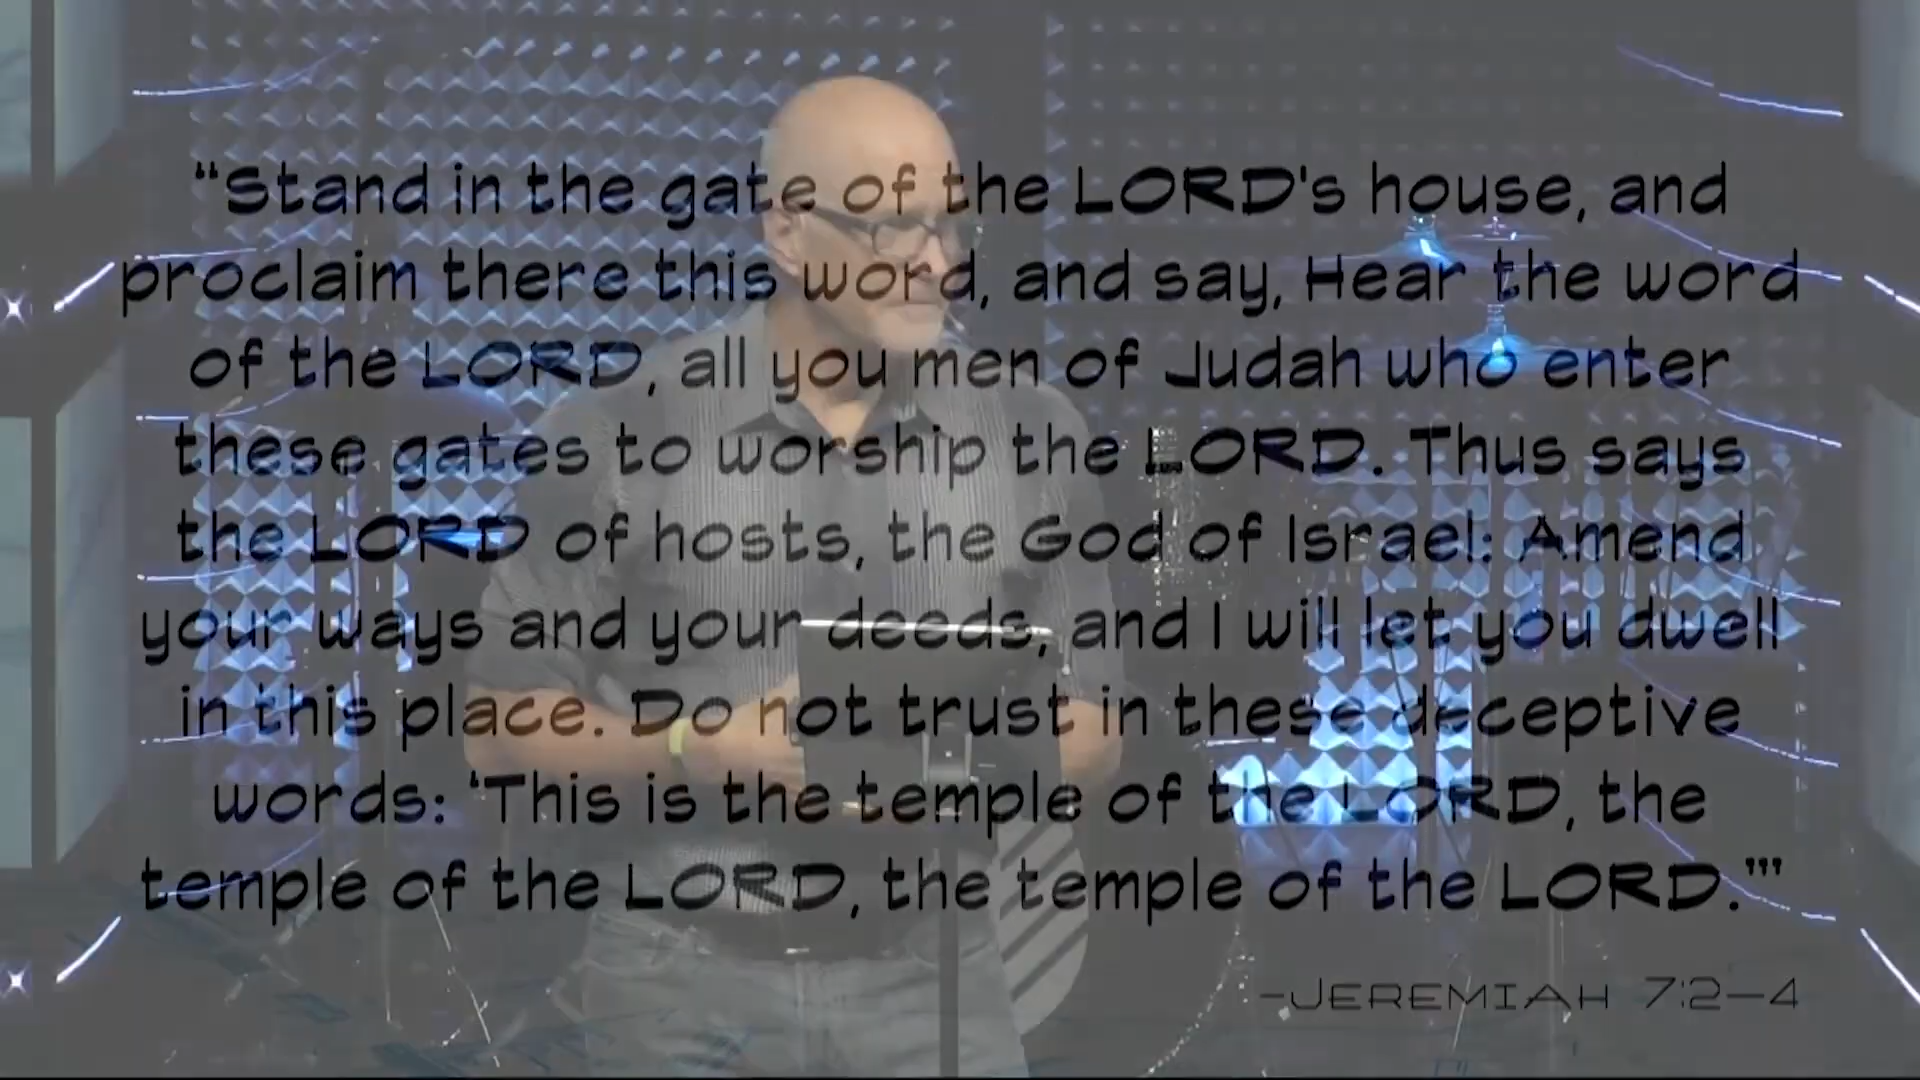 “Stand in the gate of the LORD's house, and
proclaim there this word, and say, Hear the word
of the LORD, all you men of Judah who enter
these gates to worship the LORD. Thus says
the LORD of hosts, the God of Israel: Amend
your ways and your deeds, and I will let you dwell
in this place. Do not trust in these deceptive
words: ‘This is the temple of the LORD, the
temple of the LORD, the temple of the LORD.’”
-JEREMIAH 7:2-4